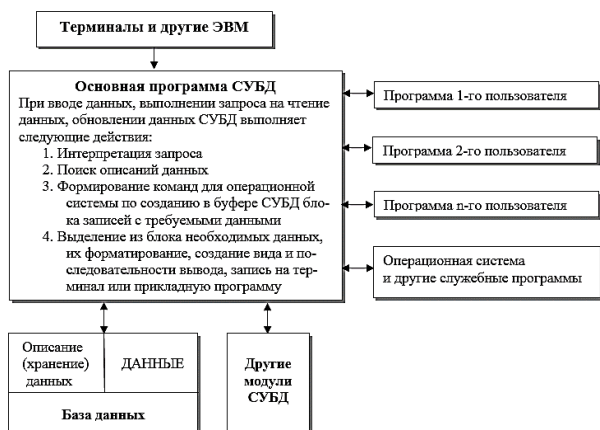 Терминалы и другие ЭВМ
Основная программа СУБД
При вводе данных, выполнении запроса на чтение
данных, обновлении данных СУБД выполняет
следующие действия:
1. Интерпретация запроса
2. Поиск описаний данных
3. Формирование команд для операционной
системы по созданию в буфере СУБД бло-
ка записей с требуемыми данными
4. Выделение из блока необходимых данных,
их форматирование, создание вида и по-
следовательности вывода, запись на тер-
минал или прикладную программу
Программа 1-го пользователя
Программа 2-го пользователя
Программа n-го пользователя
Операционная система
и другие служебные программы
Описание
(хранение)
данных
ДАННЫЕ
База данных
Другие
модули
СУБД